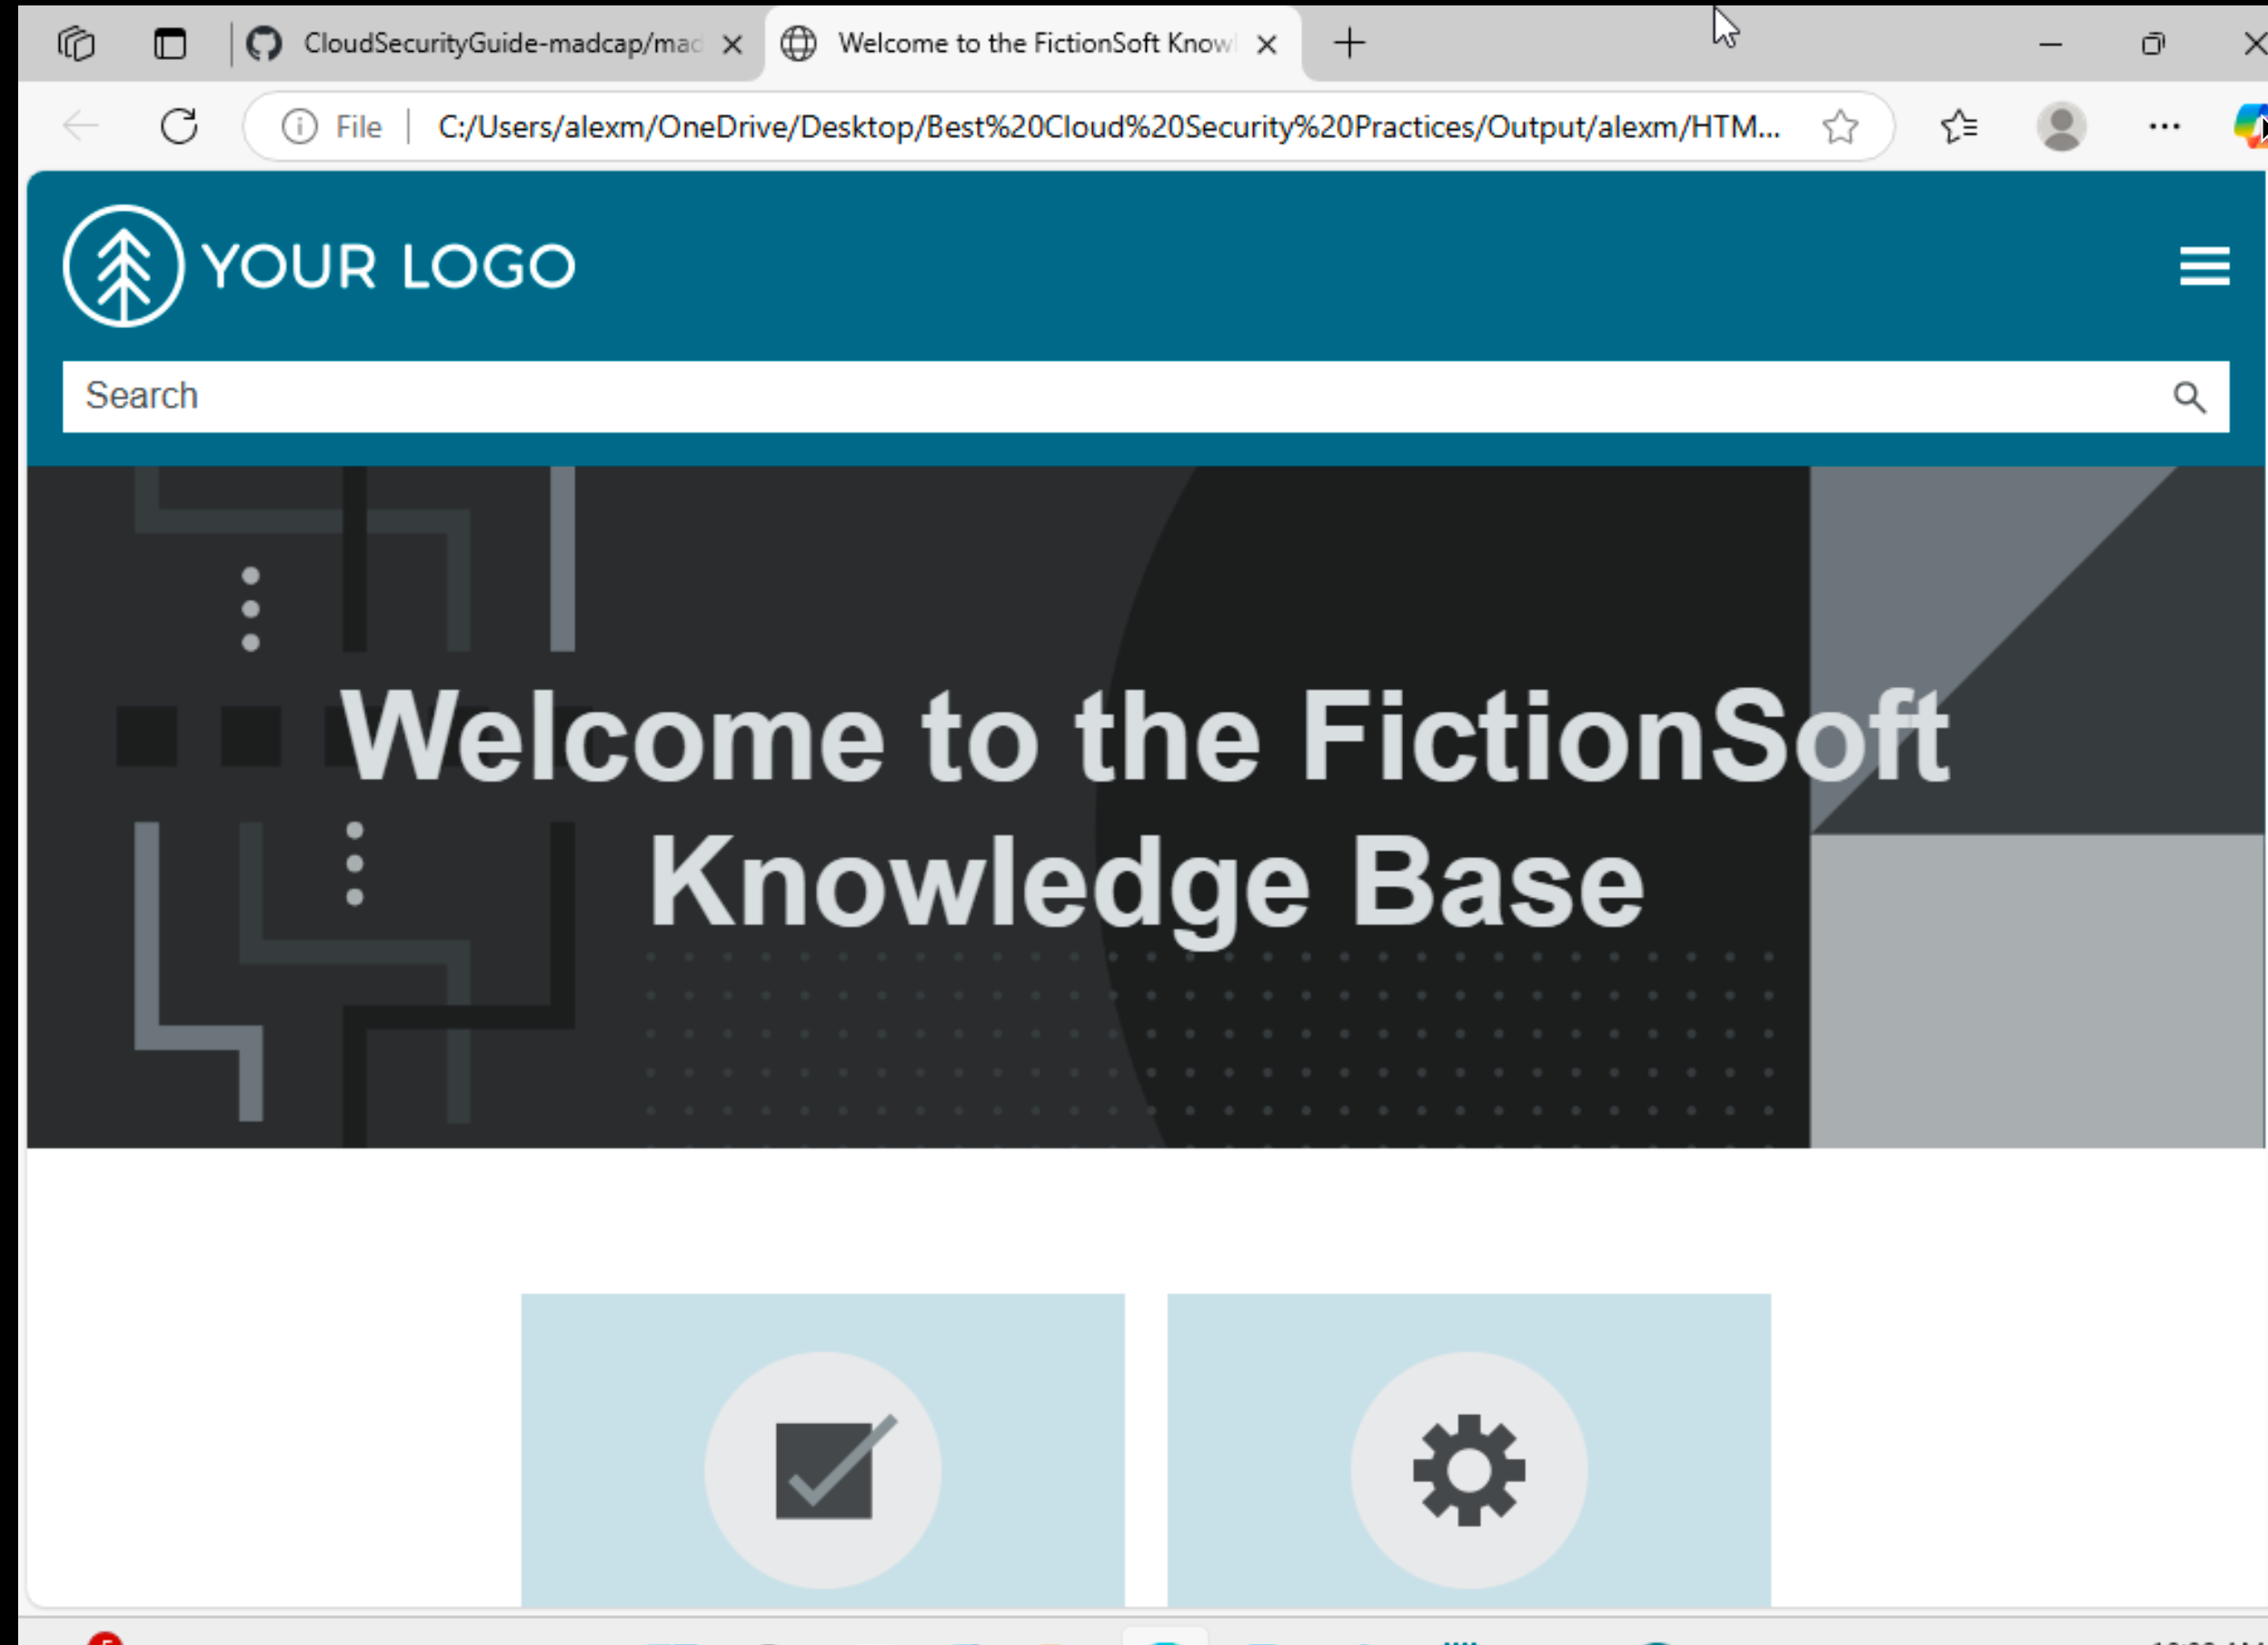 CloudSecurityGuide-madcap/mad
Welcome to the FictionSoft Know
File
C:/Users/alexm/OneDrive/Desktop/Best%20Cloud%20Security%20Practices/Output/alexm/HTM...
YOUR LOGO
Search
Welcome to the FictionSoft
Knowledge Base